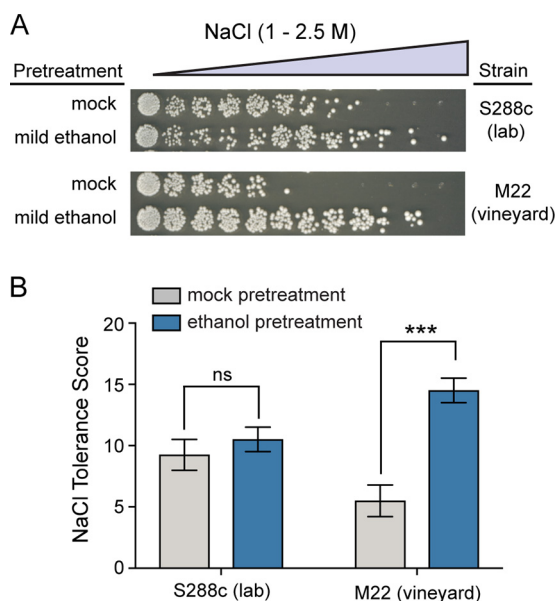 A
NaCl (1 - 2.5 M)
Pretreatment
Strain
mock
mild ethanol
S288c
(lab)
mock
mild ethanol
M22
(vineyard)
B
mock pretreatment
ethanol pretreatment
NaCl Tolerance Score
20
15
10
5
0
ns
***
S288c (lab)
M22 (vineyard)